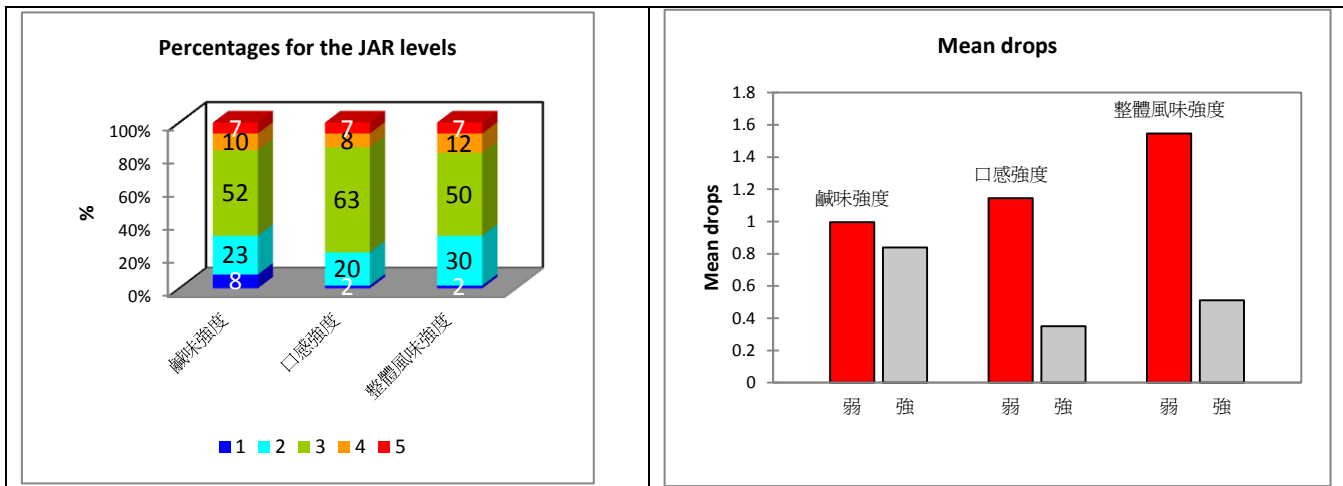 Percentages for the JAR levels
%
100%
80%
60%
40%
20%
0%
7 7 7
10 8 12
52 63 50
23 20 30
8 2 2
鹹味強度
口感強度
整體風味強度
1 2 3 4 5
Mean drops
Mean drops
1.8
1.6
1.4
1.2
1
0.8
0.6
0.4
0.2
0
整體風味強度
口感強度
鹹味強度
弱 強 弱 強 弱 強